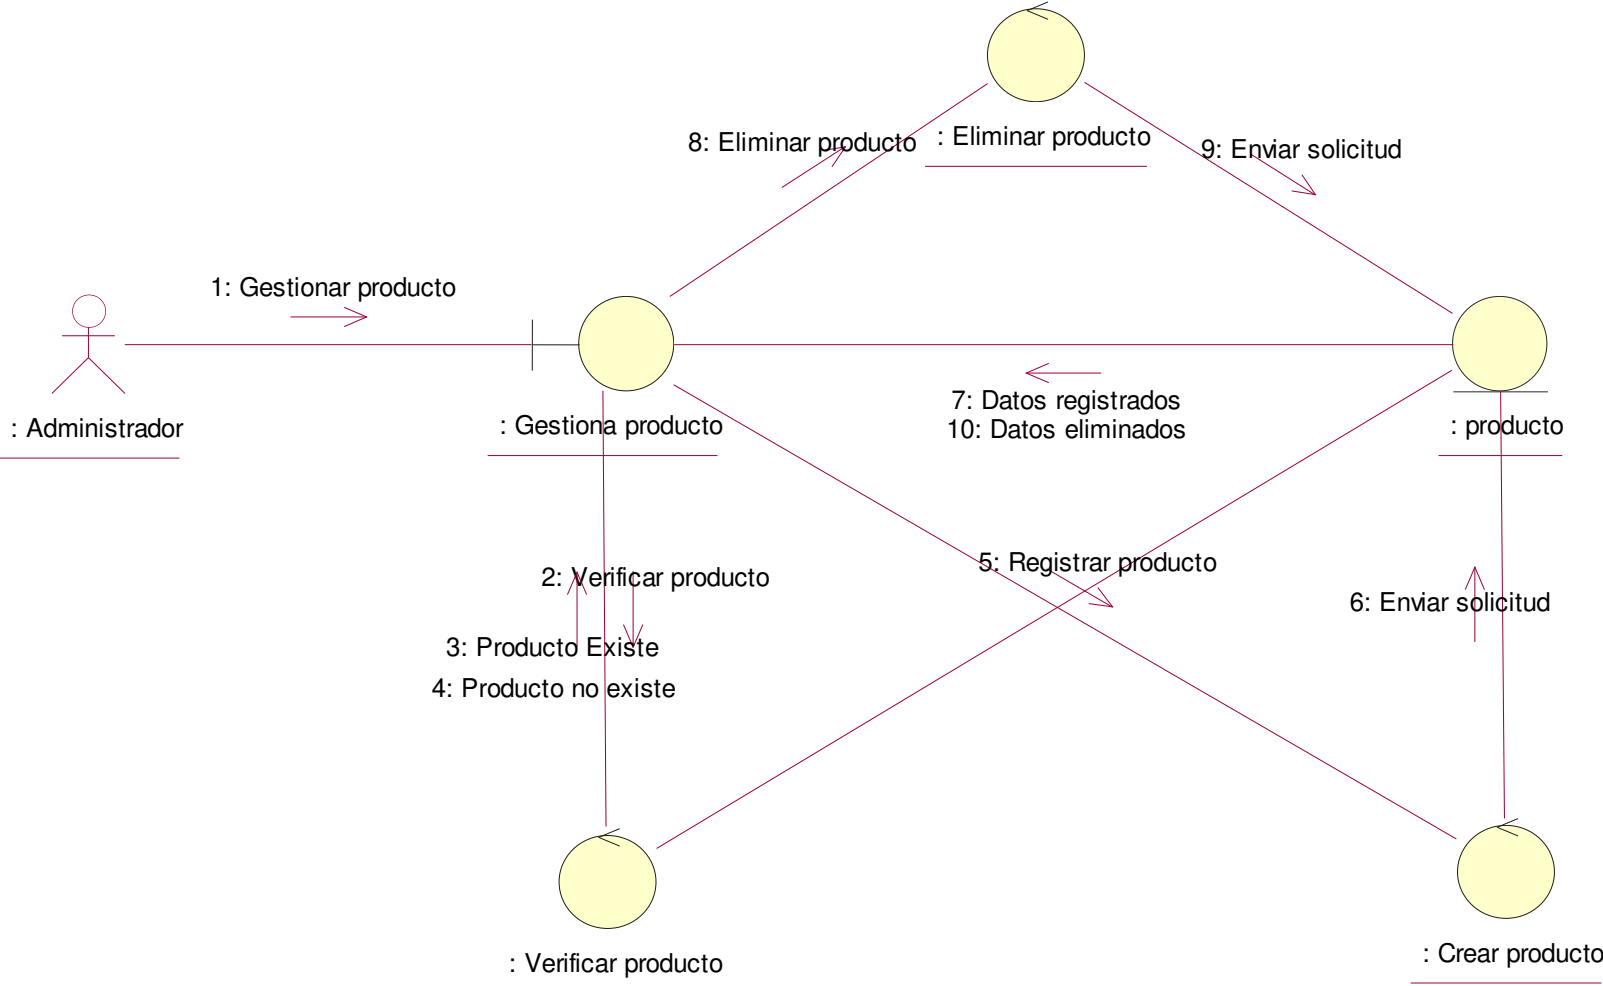 8: Eliminar producto
: Eliminar producto
9: Enviar solicitud
1: Gestionar producto
7: Datos registrados
10: Datos eliminados
: Administrador
: Gestiona producto
: producto
5: Registrar producto
2: Verificar producto
6: Enviar solicitud
3: Producto Existe
4: Producto no existe
: Verificar producto
: Crear producto